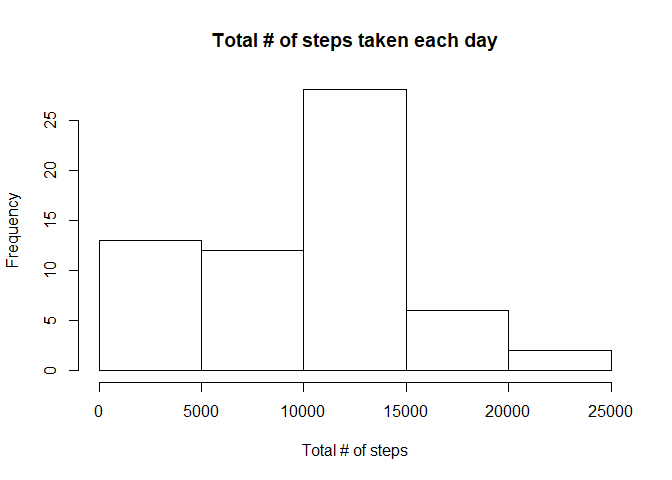 Total # of steps taken each day
Frequency
25
20
15
10
5
0
0 5000 10000 15000 20000 25000
Total # of steps